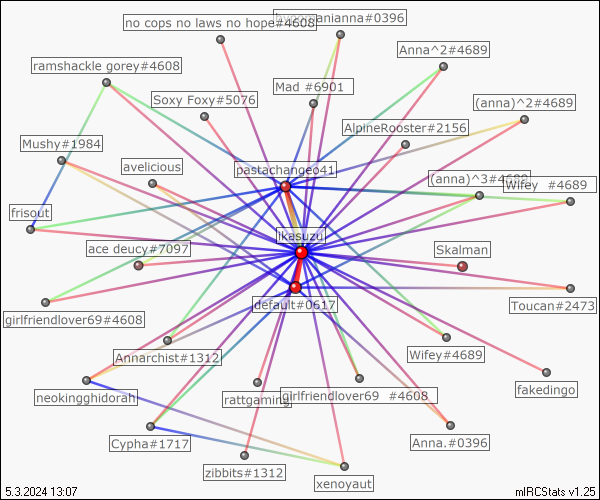 no cops no laws no hope#4608
anianna#0396
Anna^2#4689
ramshackle gorey#4608
Mad #6901
Soxy Foxy#5076
(anna)^2#4689
AlpineRooster#2156
Mushy#1984
avelicious
pastachangeo41
(anna)^3#4689
Wifey #4689
frisout
ikasuzu
ace deucy#7097
Skalman
default#0617
Toucan#2473
girlfriendlover69#4608
Annarchist#1312
Wifey#4689
fakedingo
neokingghidorah
rattgaming
girlfriendlover69 #4608
Cypha#1717
Anna.#0396
zibbits#1312
xenoyaut
5.3.2024 13:07
mIRCStats v1.25